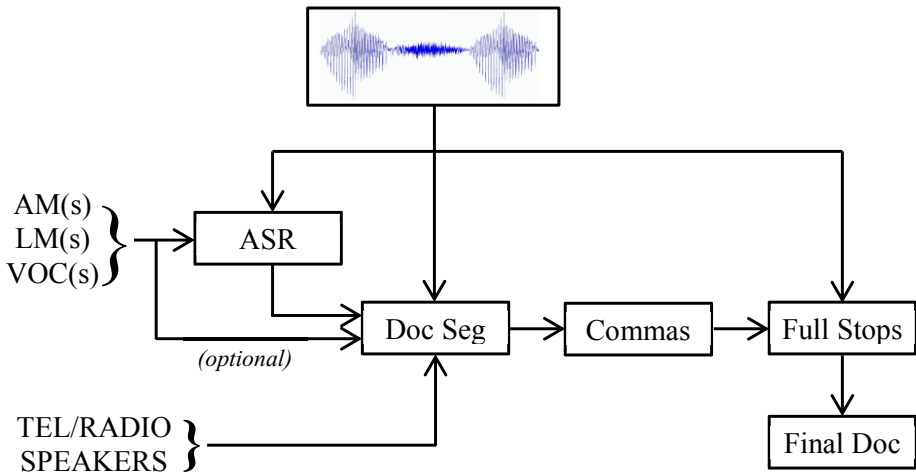 AM(s)
LM(s)
VOC(s)
ASR
(optional)
Doc Seg
Commas
Full Stops
TEL/RADIO
SPEAKERS
Final Doc